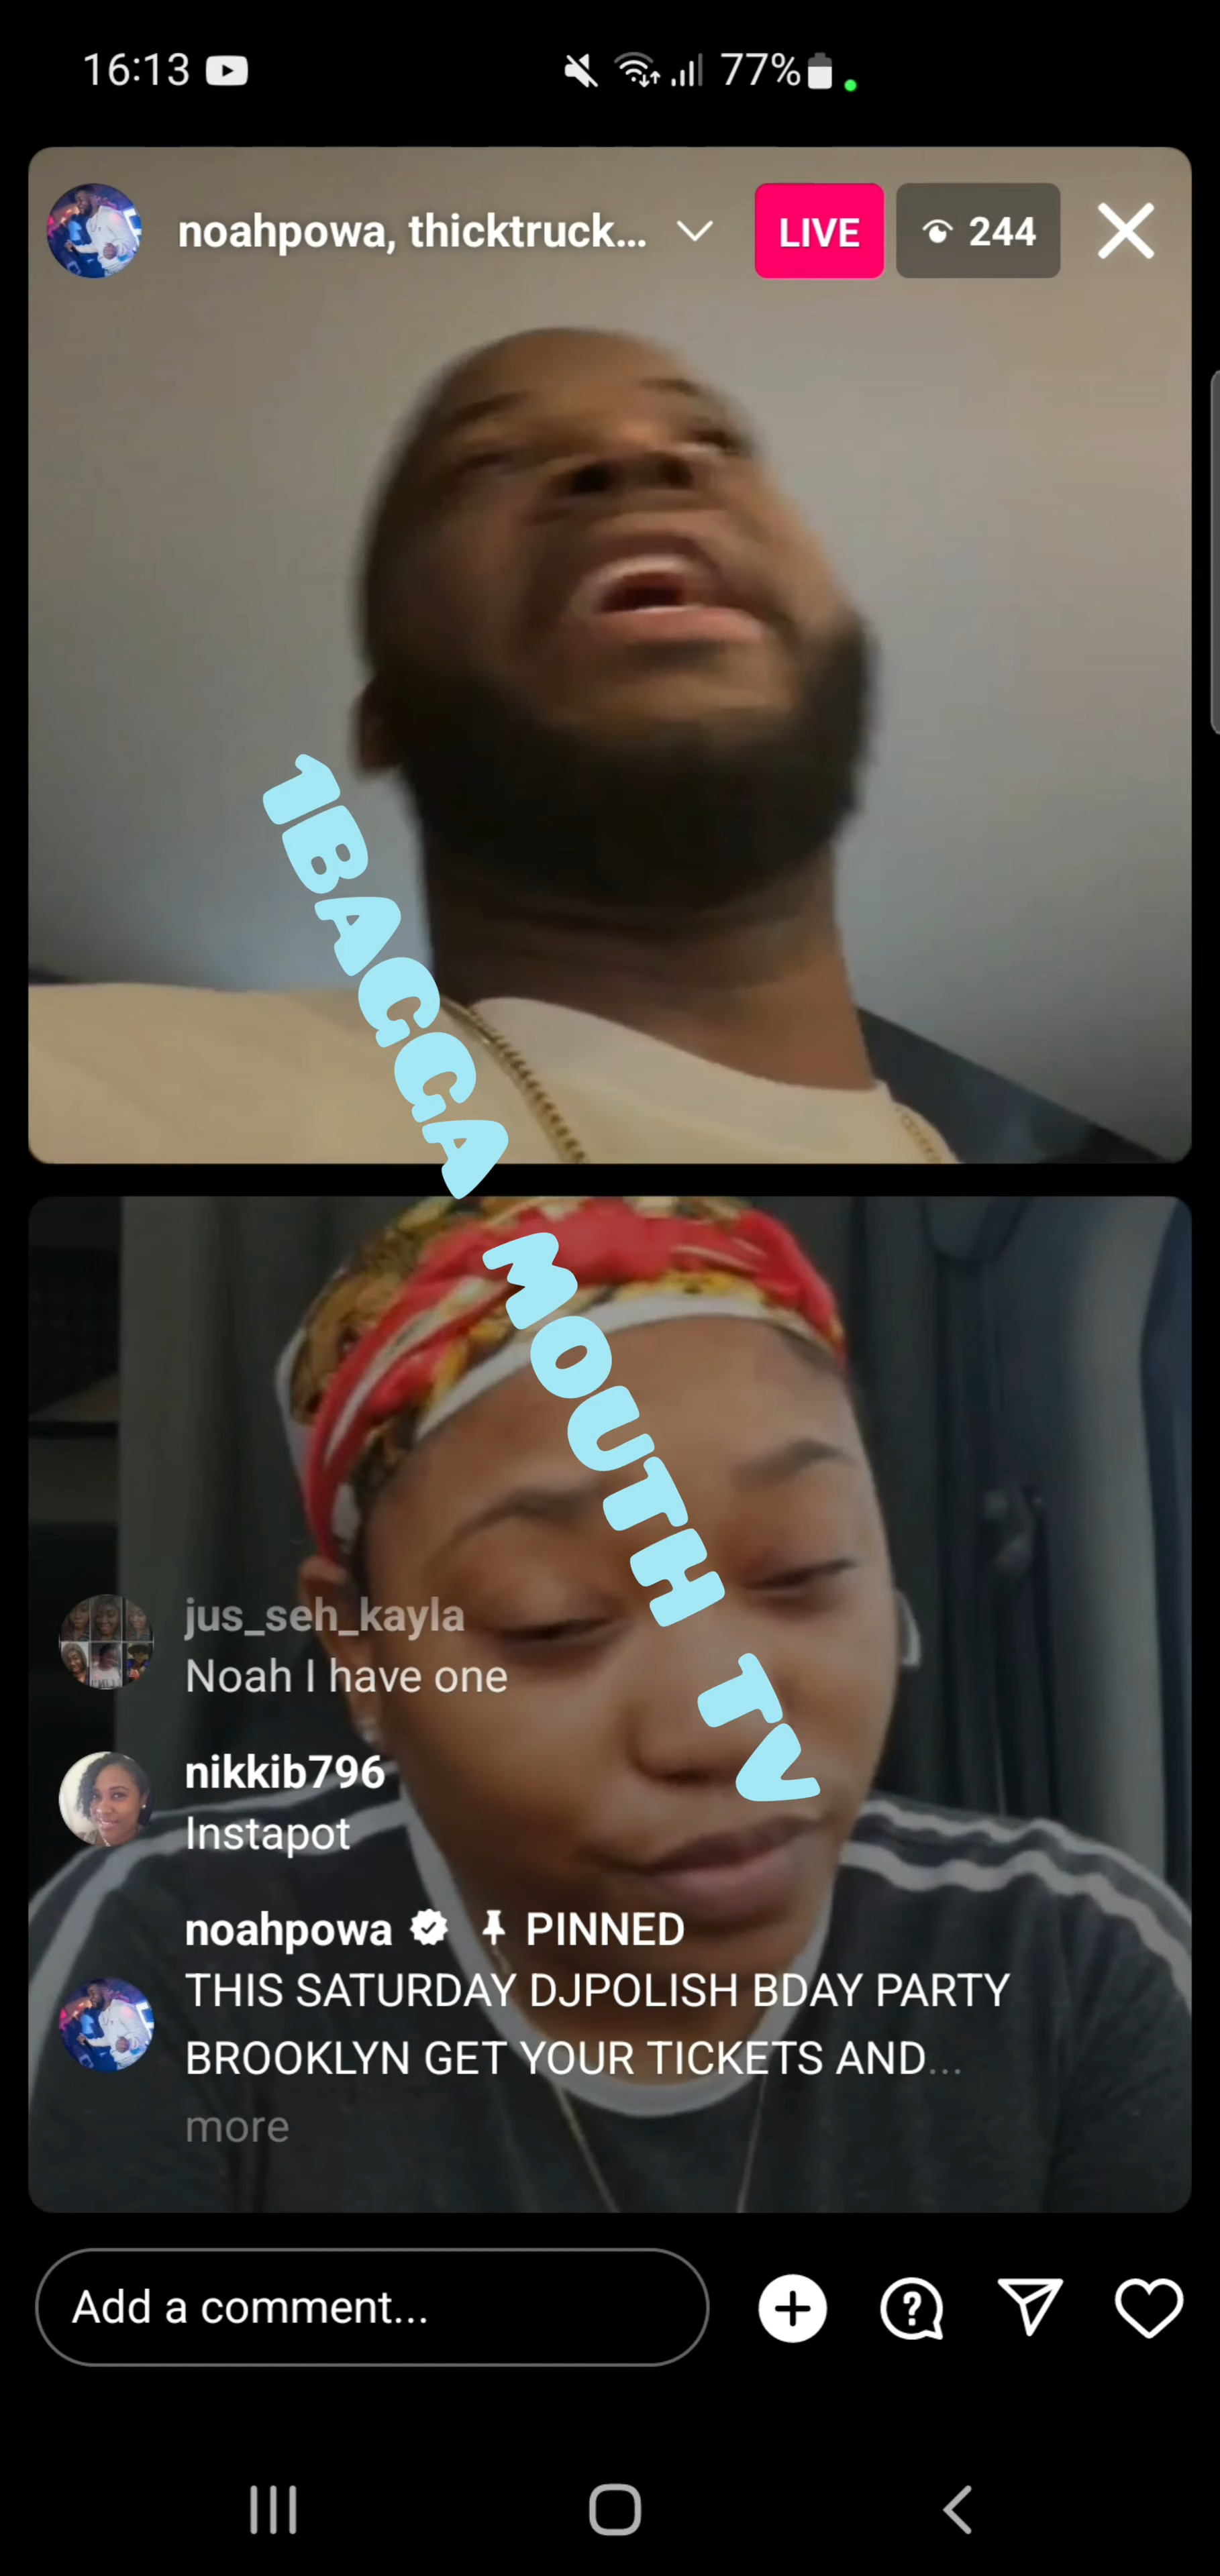 16:13
77%
noahpowa, thicktruck...
LIVE
244
1BAGGA MOUTH TV
jus_seh_kayla
Noah I have one
nikkib796
Instapot
noahpowa PINNED
THIS SATURDAY DJPOLISH BDAY PARTY
BROOKLYN GET YOUR TICKETS AND...
more
Add a comment...